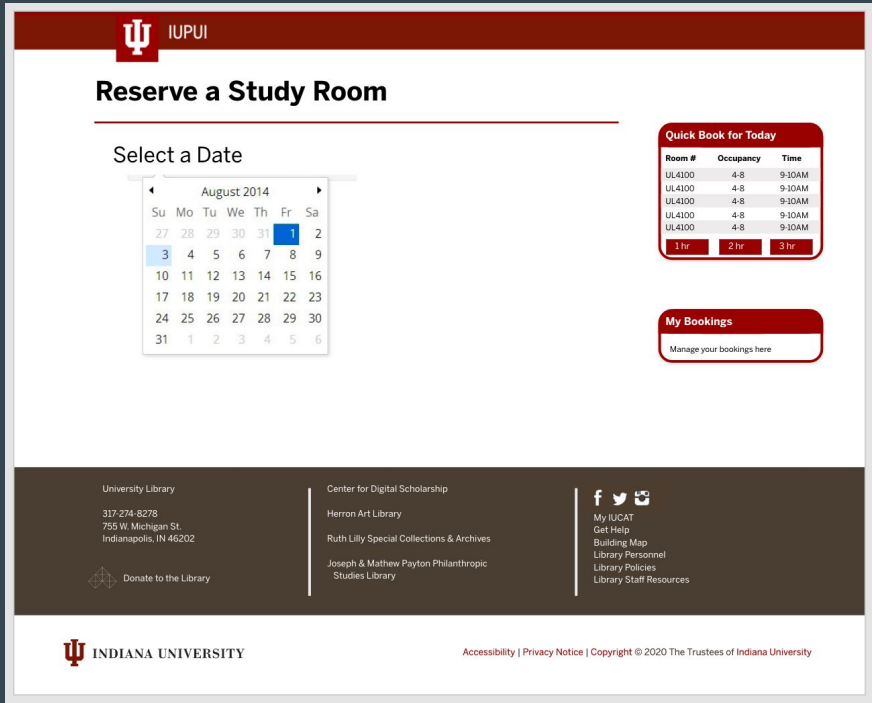 IUPUI
Reserve a Study Room
Select a Date
August 2014
Su Mo Tu We Th Fr Sa
27 28 29 30 31 1 2
3 4 5 6 7 8 9
10 11 12 13 14 15 16
17 18 19 20 21 22 23
24 25 26 27 28 29 30
31 1 2 3 4 5 6
Quick Book for Today
Room # Occupancy Time
UL4100 4-8 9-10AM
UL4100 4-8 9-10AM
UL4100 4-8 9-10AM
UL4100 4-8 9-10AM
UL4100 4-8 9-10AM
1 hr 2 hr 3 hr
My Bookings
Manage your bookings here
University Library
317-274-8278
755 W. Michigan St.
Indianapolis, IN 46202
Donate to the Library
Center for Digital Scholarship
Herron Art Library
Ruth Lilly Special Collections & Archives
Joseph & Mathew Payton Philanthropic
Studies Library
My IUCAT
Get Help
Building Map
Library Personnel
Library Policies
Library Staff Resources
INDIANA UNIVERSITY
Accessibility | Privacy Notice | Copyright © 2020 The Trustees of Indiana University